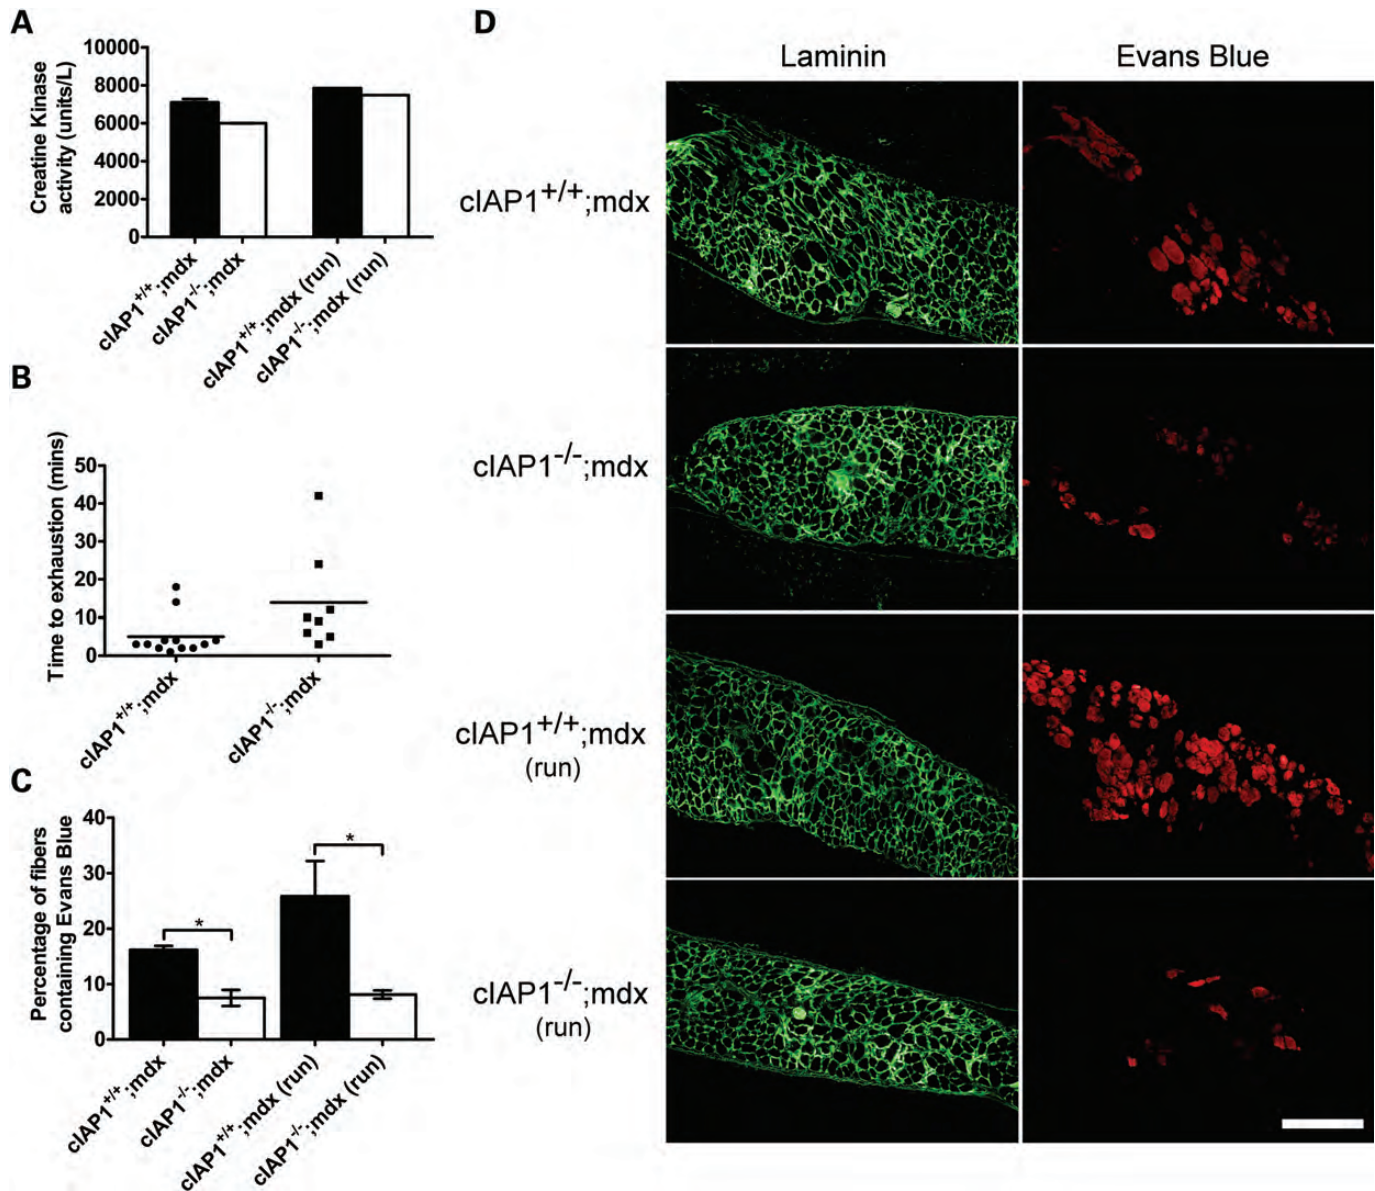 A
Creatine Kinase
activity (units/L)
10000
8000
6000
4000
2000
0
cIAP1+/+;mdx
cIAP1-/-;mdx
cIAP1+/+;mdx (run)
cIAP1-/-;mdx (run)
B
Time to exhaustion (mins)
50
40
30
20
10
0
cIAP1+/+;mdx
cIAP1-/-;mdx
C
Percentage of fibers
containing Evans Blue
40
30
20
10
0
*
*
cIAP1+/+;mdx
cIAP1-/-;mdx
cIAP1+/+;mdx (run)
cIAP1-/-;mdx (run)
D
Laminin
Evans Blue
cIAP1+/+;mdx
cIAP1-/-;mdx
cIAP1+/+;mdx
(run)
cIAP1-/-;mdx
(run)